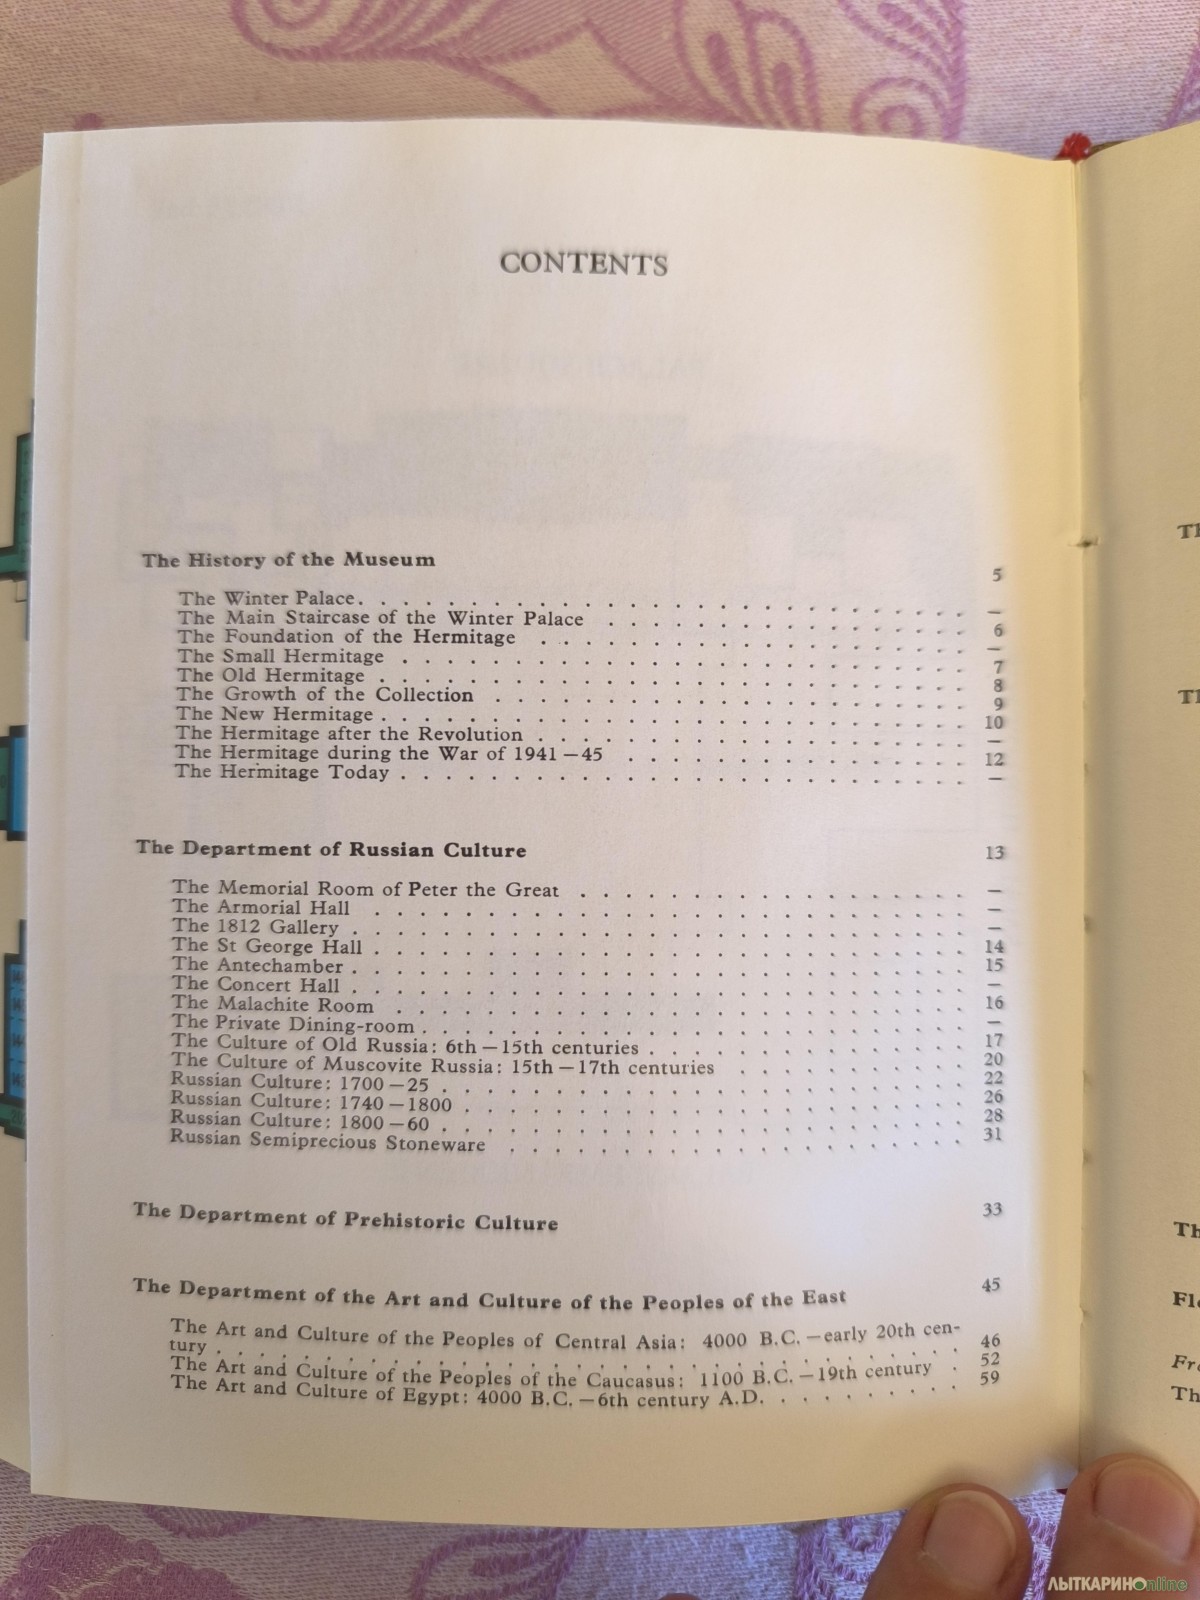 CONTENTS
The History of the Museum 5
The Winter Palace. . . . . . . . . . . . . . . . . . . . . . . . . . . . —
The Main Staircase of the Winter Palace . . . . . . . . . . . . . . . . 6
The Foundation of the Hermitage . . . . . . . . . . . . . . . . . . . —
The Small Hermitage . . . . . . . . . . . . . . . . . . . . . . . . . 7
The Old Hermitage . . . . . . . . . . . . . . . . . . . . . . . . . . 8
The Growth of the Collection . . . . . . . . . . . . . . . . . . . . . 9
The New Hermitage . . . . . . . . . . . . . . . . . . . . . . . . . . 10
The Hermitage after the Revolution . . . . . . . . . . . . . . . . . . . —
The Hermitage during the War of 1941—45 . . . . . . . . . . . . . . . 12
The Hermitage Today . . . . . . . . . . . . . . . . . . . . . . . . . —
The Department of Russian Culture 13
The Memorial Room of Peter the Great . . . . . . . . . . . . . . . . . —
The Armorial Hall . . . . . . . . . . . . . . . . . . . . . . . . . . —
The 1812 Gallery . . . . . . . . . . . . . . . . . . . . . . . . . . . —
The St George Hall . . . . . . . . . . . . . . . . . . . . . . . . . . 14
The Antechamber . . . . . . . . . . . . . . . . . . . . . . . . . . . 15
The Concert Hall . . . . . . . . . . . . . . . . . . . . . . . . . . . —
The Malachite Room . . . . . . . . . . . . . . . . . . . . . . . . . 16
The Private Dining-room . . . . . . . . . . . . . . . . . . . . . . . . —
The Culture of Old Russia: 6th—15th centuries . . . . . . . . . . . . . . 17
The Culture of Muscovite Russia: 15th—17th centuries . . . . . . . . . . 20
Russian Culture: 1700—25 . . . . . . . . . . . . . . . . . . . . . . . 22
Russian Culture: 1740—1800 . . . . . . . . . . . . . . . . . . . . . . 26
Russian Culture: 1800—60 . . . . . . . . . . . . . . . . . . . . . . . 28
Russian Semiprecious Stoneware . . . . . . . . . . . . . . . . . . . . 31
The Department of Prehistoric Culture 33
The Department of the Art and Culture of the Peoples of the East 45
The Art and Culture of the Peoples of Central Asia: 4000 B.C.—early 20th cen-
tury . . . . . . . . . . . . . . . . . . . . . . . . . . . . . . . . . 46
The Art and Culture of the Peoples of the Caucasus: 1100 B.C.—19th century . 52
The Art and Culture of Egypt: 4000 B.C.—6th century A.D. . . . . . . . . . 59
ЛЫТКАРИНОonline